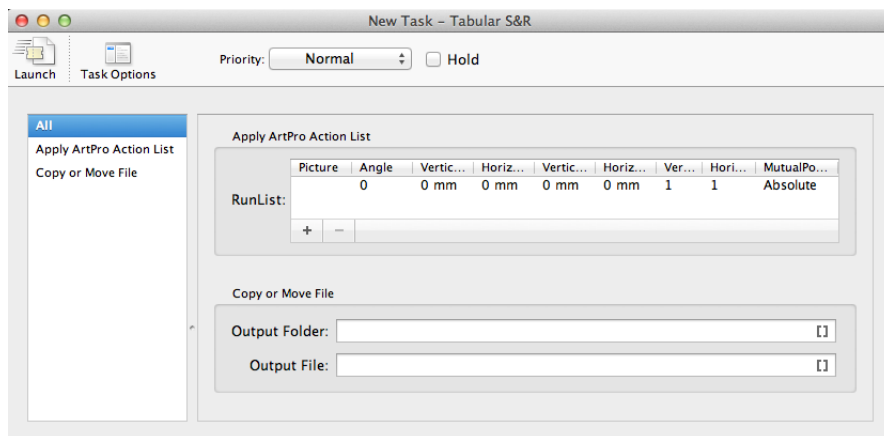 New Task - Tabular S&R
Launch
Task Options
Priority: Normal
Hold
All
Apply ArtPro Action List
Copy or Move File
Apply ArtPro Action List
Picture Angle Vertic... Horiz... Vertic... Horiz... Ver... Hori... MutualPo...
RunList: 0 0 mm 0 mm 0 mm 0 mm 1 1 Absolute
+ −
Copy or Move File
Output Folder: []
Output File: []